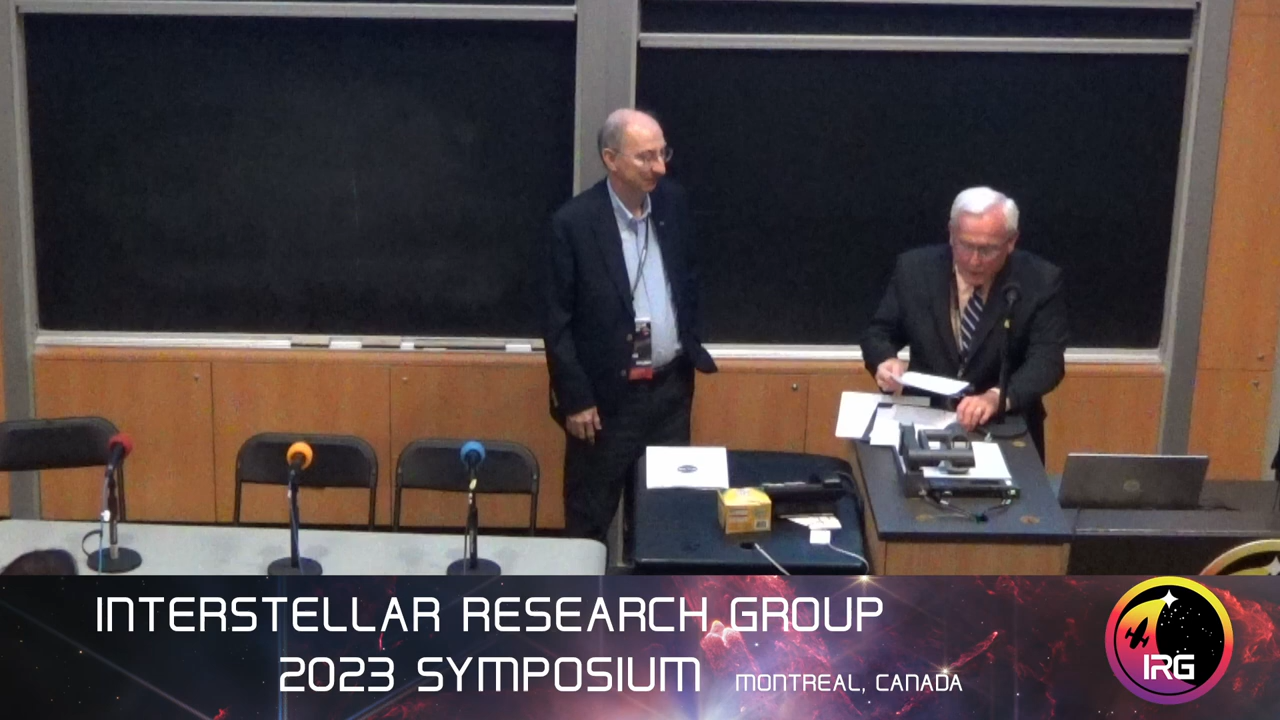 INTERSTELLAR RESEARCH GROUP
2023 SYMPOSIUM MONTREAL, CANADA
IRG